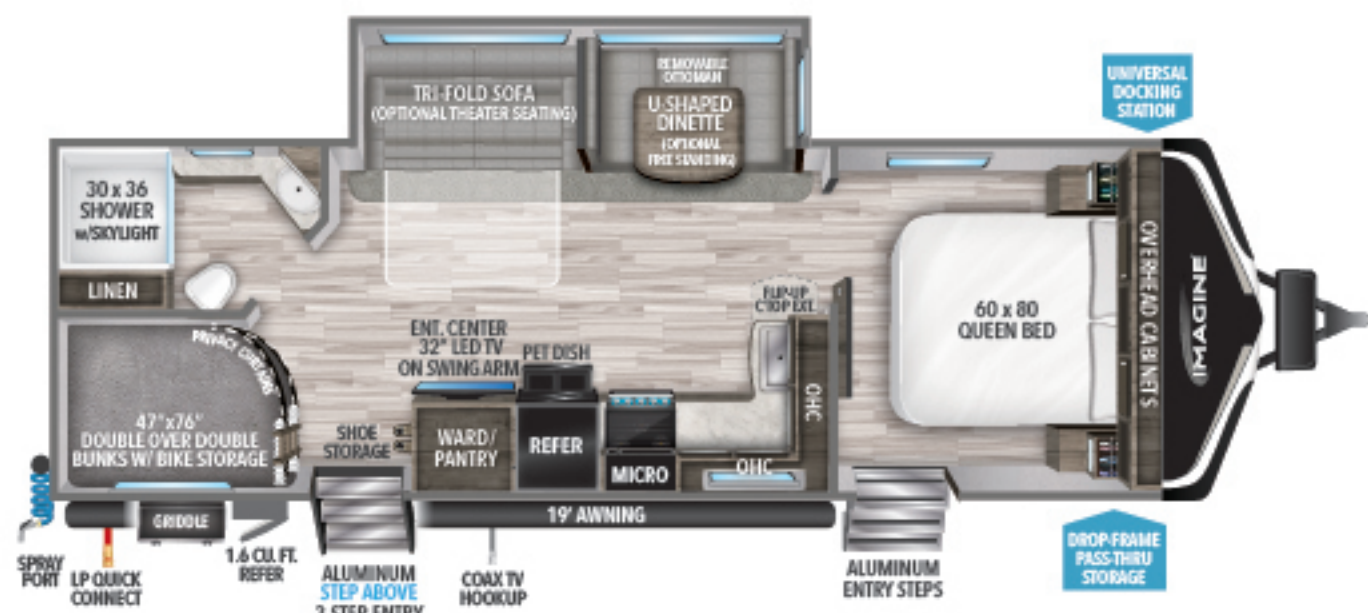 TRI-FOLD SOFA
(OPTIONAL THEATER SEATING)
REMOVABLE
OTTOMAN
U-SHAPED
DINETTE
(OPTIONAL
FREE STANDING)
UNIVERSAL
DOCKING
STATION
30 x 36
SHOWER
w/SKYLIGHT
LINEN
OVERHEAD CABINETS
IMAGINE
60 x 80
QUEEN BED
FLIP-UP
C'TOP EXT.
ENT. CENTER
32" LED TV
ON SWING ARM
PET DISH
PRIVACY CURTAINS
47"x76"
DOUBLE OVER DOUBLE
BUNKS W/ BIKE STORAGE
SHOE
STORAGE
WARD/
PANTRY
REFER
MICRO
OHC
OHC
GRIDDLE
19' AWNING
SPRAY
PORT
LP QUICK
CONNECT
1.6 CU. FT.
REFER
ALUMINUM
STEP ABOVE
3 STEP ENTRY
COAX TV
HOOKUP
ALUMINUM
ENTRY STEPS
DROP-FRAME
PASS-THRU
STORAGE